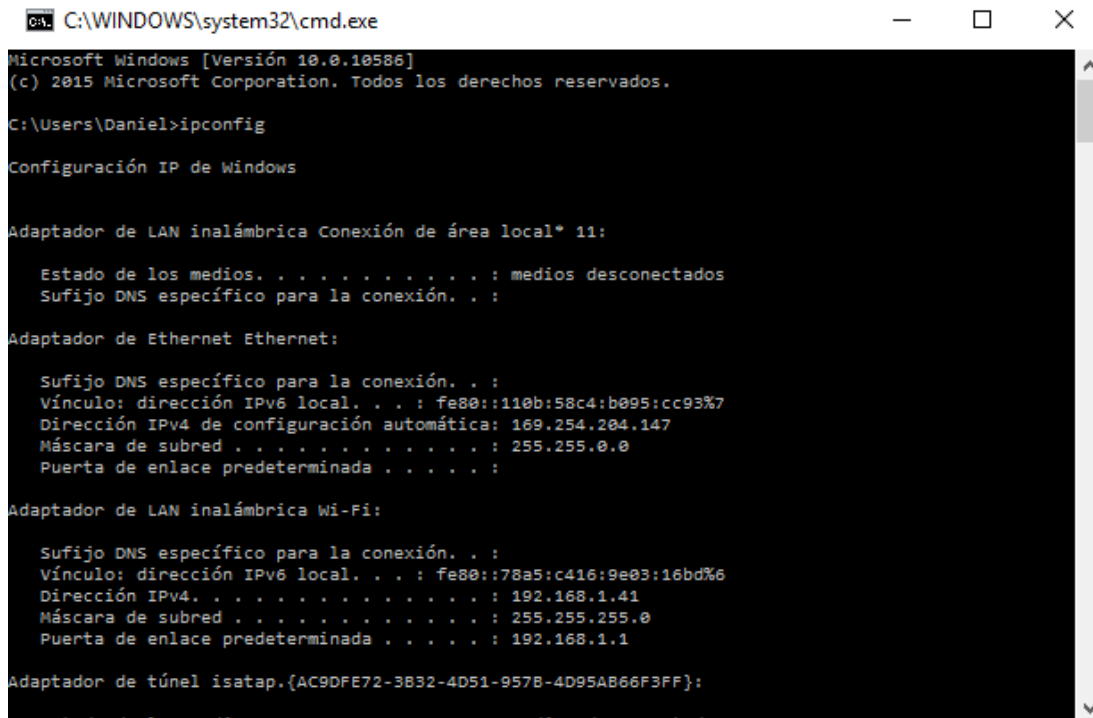 C:\WINDOWS\system32\cmd.exe
Microsoft Windows [Versión 10.0.10586]
(c) 2015 Microsoft Corporation. Todos los derechos reservados.
C:\Users\Daniel>ipconfig
Configuración IP de Windows
Adaptador de LAN inalámbrica Conexión de área local* 11:
Estado de los medios. . . . . . . . . . . : medios desconectados
Sufijo DNS específico para la conexión. . :
Adaptador de Ethernet Ethernet:
Sufijo DNS específico para la conexión. . :
Vínculo: dirección IPv6 local. . . : fe80::110b:58c4:b095:cc93%7
Dirección IPv4 de configuración automática: 169.254.204.147
Máscara de subred . . . . . . . . . . . . : 255.255.0.0
Puerta de enlace predeterminada . . . . . :
Adaptador de LAN inalámbrica Wi-Fi:
Sufijo DNS específico para la conexión. . :
Vínculo: dirección IPv6 local. . . : fe80::78a5:c416:9e03:16bd%6
Dirección IPv4. . . . . . . . . . . . . . : 192.168.1.41
Máscara de subred . . . . . . . . . . . . : 255.255.255.0
Puerta de enlace predeterminada . . . . . : 192.168.1.1
Adaptador de túnel isatap.{AC9DFE72-3B32-4D51-957B-4D95AB66F3FF}: